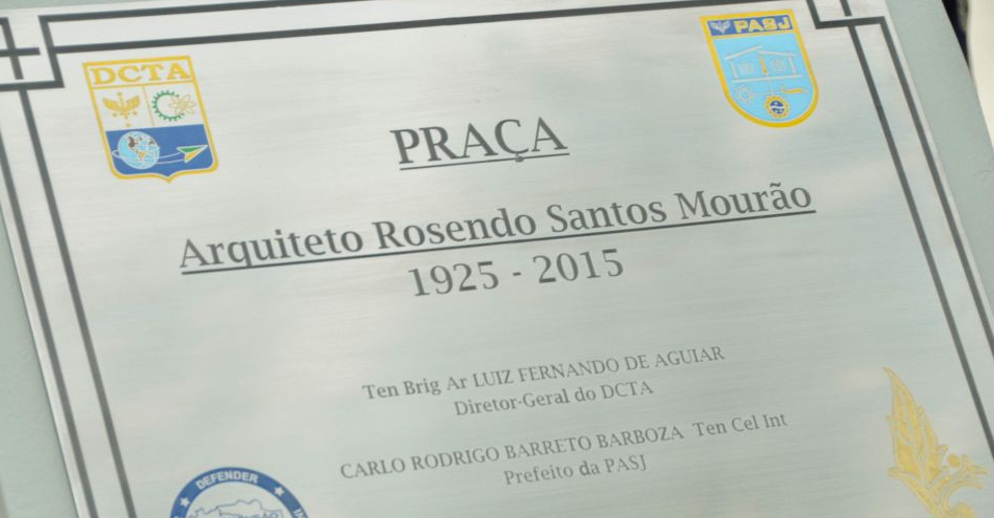 DCTA
PASJ
PRAÇA
Arquiteto Rosendo Santos Mourão
1925 - 2015
Ten Brig Ar LUIZ FERNANDO DE AGUIAR
Diretor-Geral do DCTA
CARLO RODRIGO BARRETO BARBOZA Ten Cel Int
Prefeito da PASJ
DEFENDER